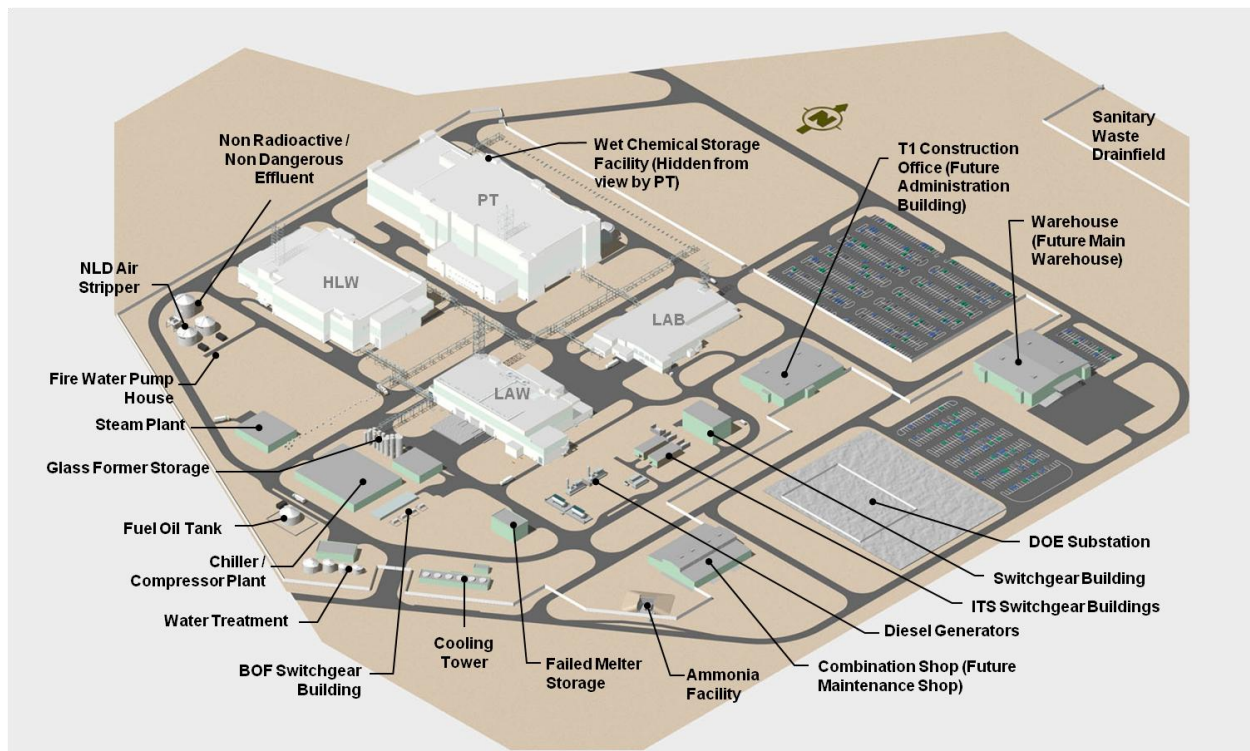 Non Radioactive /
Non Dangerous
Effluent
Wet Chemical Storage
Facility (Hidden from
view by PT)
N
Sanitary
Waste
Drainfield
T1 Construction
Office (Future
Administration
Building)
Warehouse
(Future Main
Warehouse)
PT
NLD Air
Stripper
HLW
LAB
Fire Water Pump
House
LAW
Steam Plant
Glass Former Storage
Fuel Oil Tank
Chiller /
Compressor Plant
Water Treatment
BOF Switchgear
Building
Cooling
Tower
Failed Melter
Storage
Ammonia
Facility
Combination Shop (Future
Maintenance Shop)
Diesel Generators
ITS Switchgear Buildings
Switchgear Building
DOE Substation